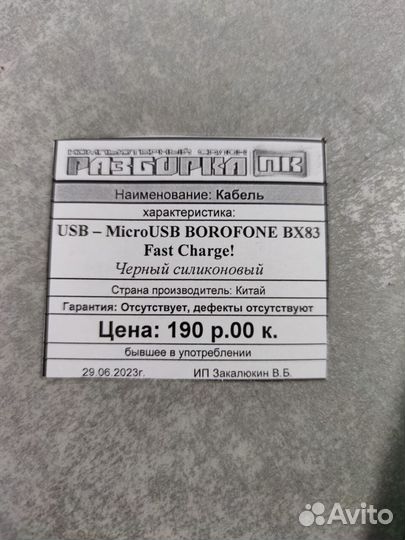 КОМПЬЮТЕРНЫЙ САЛОН
РАЗБОРКА ПК
Наименование: Кабель
характеристика:
USB – MicroUSB BOROFONE BX83
Fast Charge!
Черный силиконовый
Страна производитель: Китай
Гарантия: Отсутствует, дефекты отсутствуют
Цена: 190 р.00 к.
бывшее в употреблении
29.06.2023г. ИП Закалюкин В.Б.
Avito